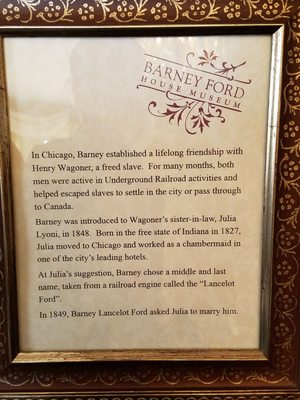 BARNEY FORD
HOUSE MUSEUM
In Chicago, Barney established a lifelong friendship with
Henry Wagoner, a freed slave. For many months, both
men were active in Underground Railroad activities and
helped escaped slaves to settle in the city or pass through
to Canada.
Barney was introduced to Wagoner's sister-in-law, Julia
Lyoni, in 1848. Born in the free state of Indiana in 1827,
Julia moved to Chicago and worked as a chambermaid in
one of the city's leading hotels.
At Julia's suggestion, Barney chose a middle and last
name, taken from a railroad engine called the "Lancelot
Ford".
In 1849, Barney Lancelot Ford asked Julia to marry him.